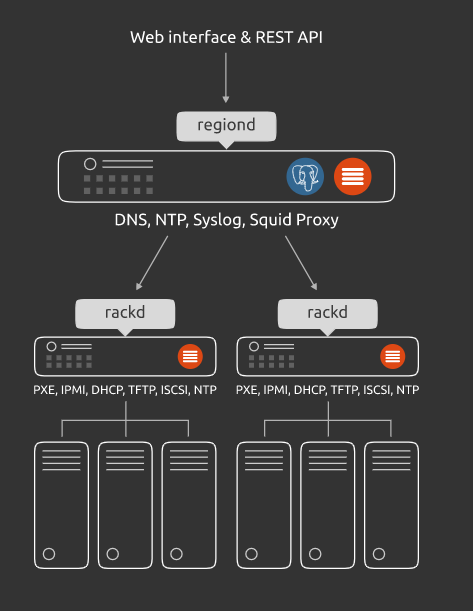 Web interface & REST API
regiond
DNS, NTP, Syslog, Squid Proxy
rackd
rackd
PXE, IPMI, DHCP, TFTP, ISCSI, NTP
PXE, IPMI, DHCP, TFTP, ISCSI, NTP